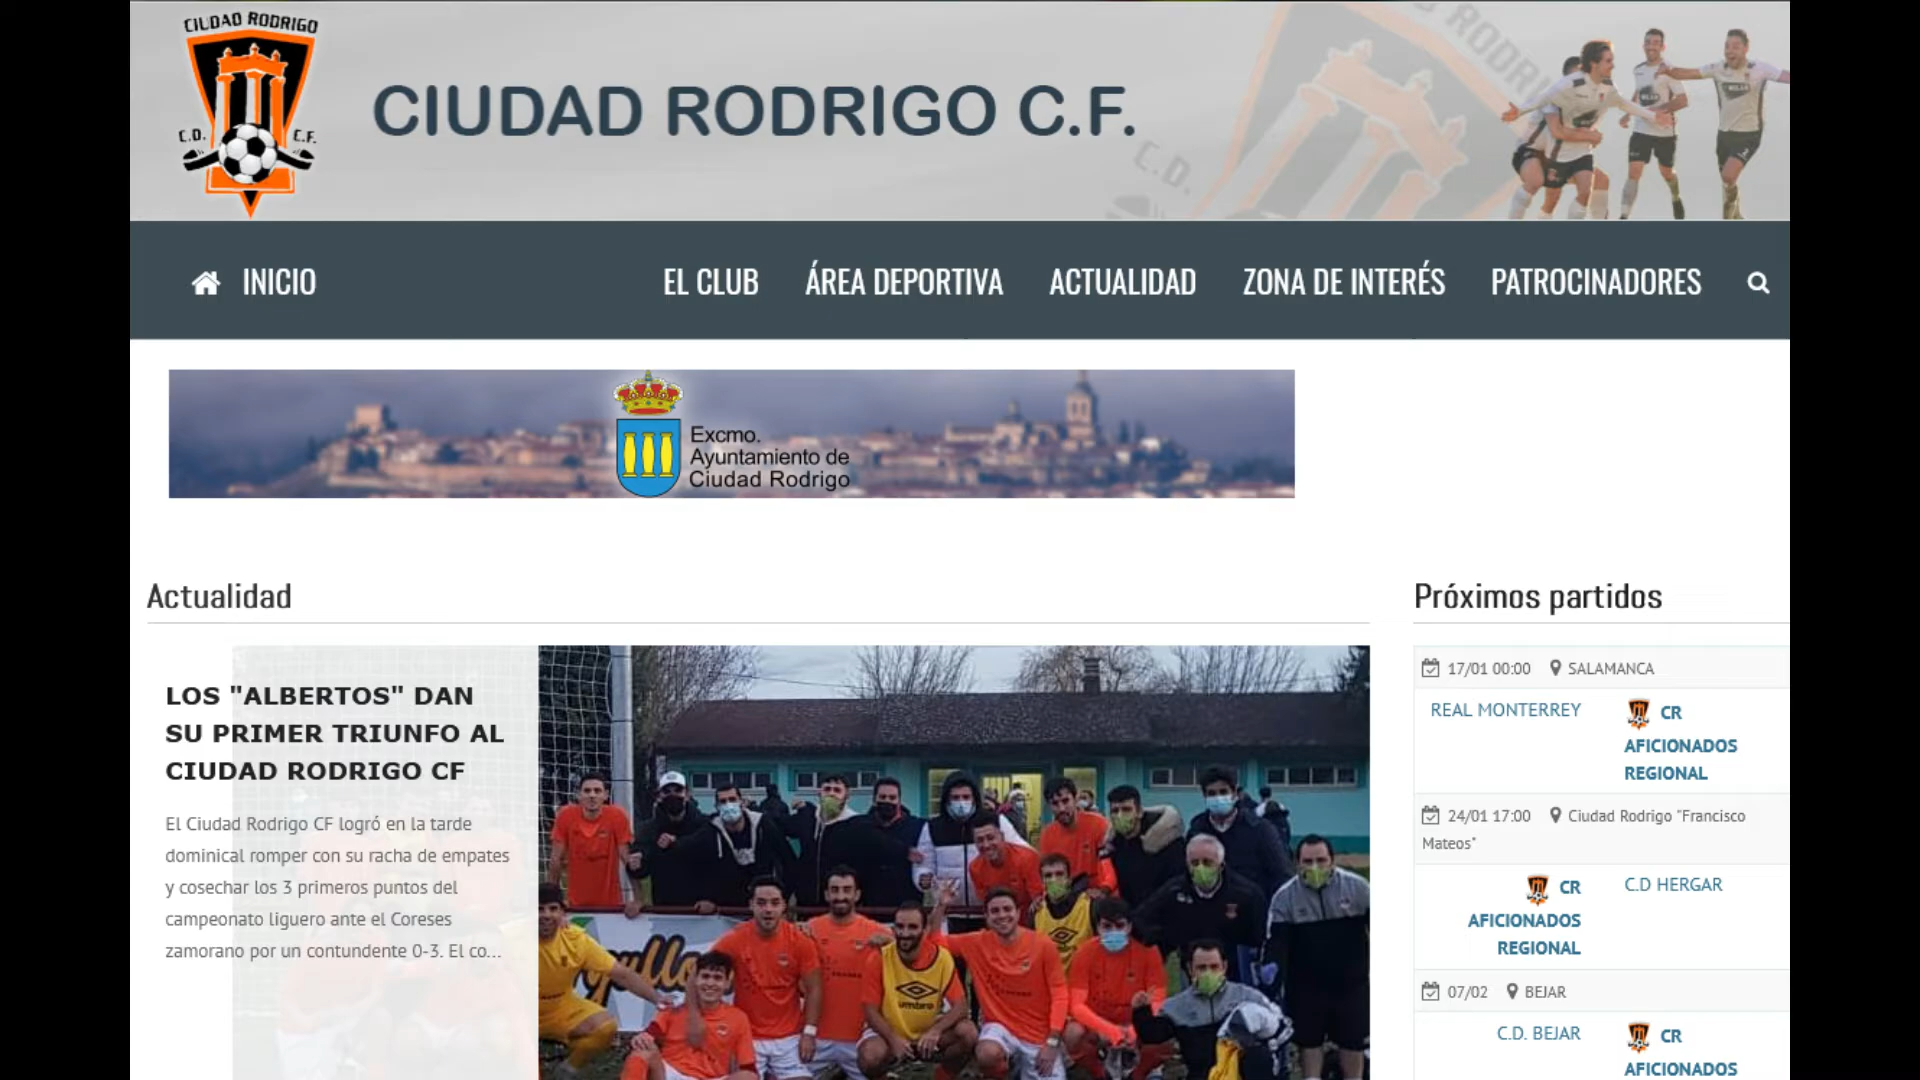 CIUDAD RODRIGO
C.D. C.F.
CIUDAD RODRIGO C.F.
INICIO EL CLUB ÁREA DEPORTIVA ACTUALIDAD ZONA DE INTERÉS PATROCINADORES
Excmo.
Ayuntamiento de
Ciudad Rodrigo
Actualidad
LOS "ALBERTOS" DAN
SU PRIMER TRIUNFO AL
CIUDAD RODRIGO CF
El Ciudad Rodrigo CF logró en la tarde
dominical romper con su racha de empates
y cosechar los 3 primeros puntos del
campeonato liguero ante el Coreses
zamorano por un contundente 0-3. El co...
umbro
Próximos partidos
17/01 00:00 SALAMANCA
REAL MONTERREY CR
AFICIONADOS
REGIONAL
24/01 17:00 Ciudad Rodrigo "Francisco
Mateos"
CR C.D HERGAR
AFICIONADOS
REGIONAL
07/02 BEJAR
C.D. BEJAR CR
AFICIONADOS